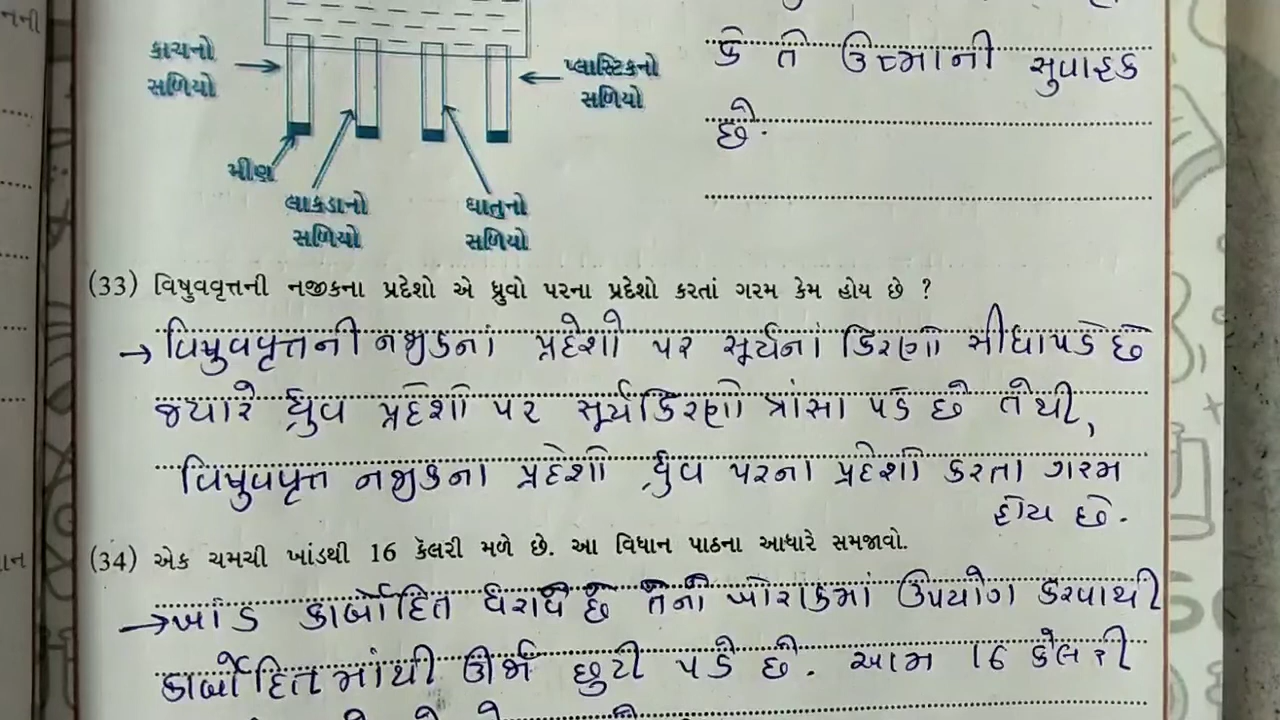 નની
કાચનો
સળિયો
પ્લાસ્ટિકનો
સળિયો
મીણ
લાકડાનો
સળિયો
ધાતુનો
સળિયો
કે તે ઉષ્માની સુવાહક
છે.
(33) વિષુવવૃત્તની નજીકના પ્રદેશો એ ધ્રુવો પરના પ્રદેશો કરતાં ગરમ કેમ હોય છે ?
→ વિષુવવૃત્તની નજીકનાં પ્રદેશો પર સૂર્યનાં કિરણો સીધા પડે છે
જ્યારે ધ્રુવ પ્રદેશો પર સૂર્યકિરણો ત્રાંસા પડે છે તેથી,
વિષુવવૃત્ત નજીકના પ્રદેશો ધ્રુવ પરના પ્રદેશો કરતા ગરમ
હોય છે.
(34) એક ચમચી ખાંડથી 16 કૅલરી મળે છે. આ વિધાન પાઠના આધારે સમજાવો.
→ ખાંડ કાર્બોદિત ધરાવે છે તેનો ખોરાકમાં ઉપયોગ કરવાથી
કાર્બોદિતમાંથી ઊર્જા છુટી પડે છે. આમ 16 કેલરી